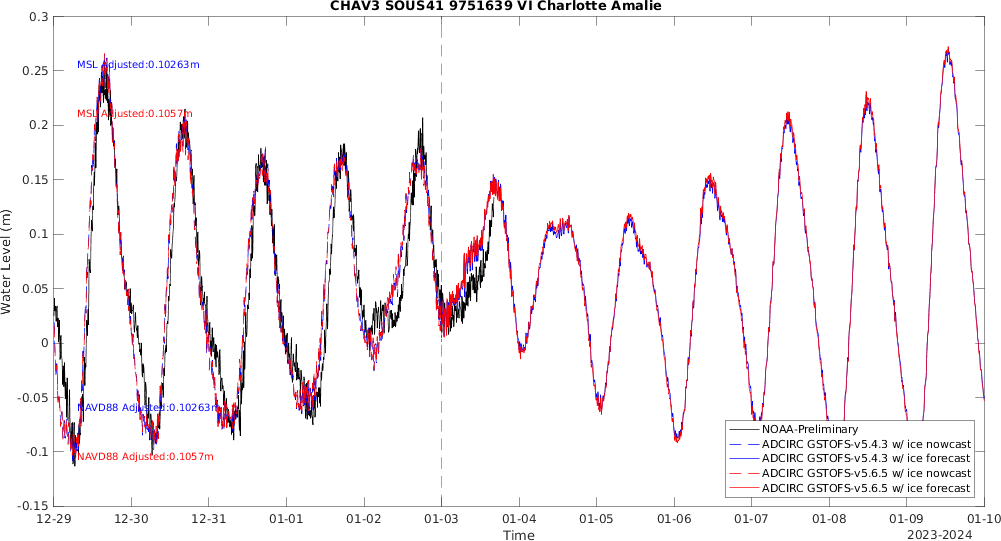 CHAV3 SOUS41 9751639 VI Charlotte Amalie
0.3
0.25
0.2
0.15
0.1
0.05
0
-0.05
-0.1
-0.15
Water Level (m)
MSL Adjusted:0.10263m
MSL Adjusted:0.1057m
NAVD88 Adjusted:0.10263m
NAVD88 Adjusted:0.1057m
NOAA-Preliminary
ADCIRC GSTOFS-v5.4.3 w/ ice nowcast
ADCIRC GSTOFS-v5.4.3 w/ ice forecast
ADCIRC GSTOFS-v5.6.5 w/ ice nowcast
ADCIRC GSTOFS-v5.6.5 w/ ice forecast
12-29 12-30 12-31 01-01 01-02 01-03 01-04 01-05 01-06 01-07 01-08 01-09 01-10
Time
2023-2024